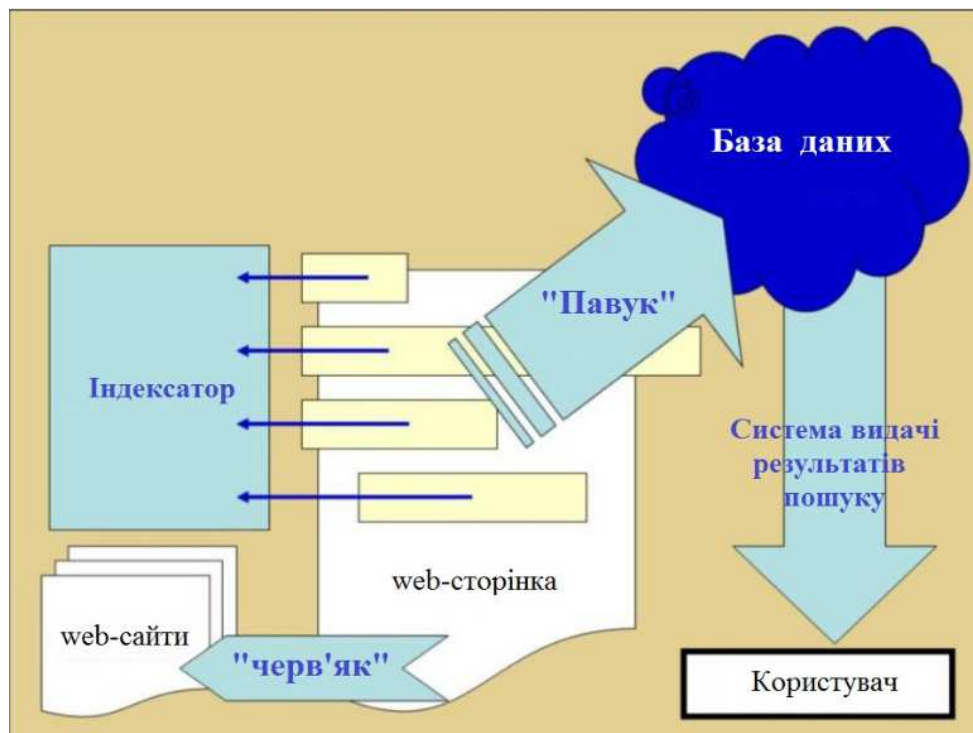 База даних
"Павук"
Індексатор
Система видачі
результатів
пошуку
web-сторінка
web-сайти
"черв'як"
Користувач